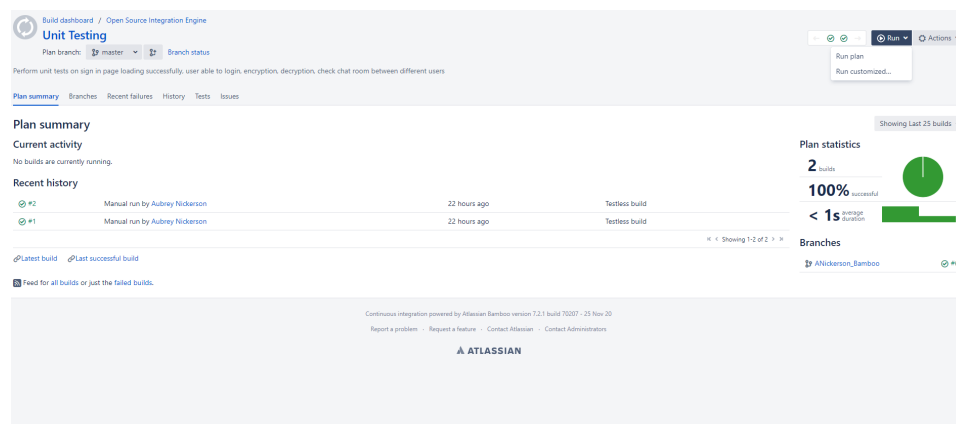 Build dashboard / Open Source Integration Engine
Unit Testing
Plan branch: master Branch status
Run Actions
Run plan
Run customized...
Perform unit tests on sign in page loading successfully, user able to login, encryption, decryption, check chat room between different users
Plan summary Branches Recent failures History Tests Issues
Plan summary
Showing Last 25 builds
Current activity
No builds are currently running.
Recent history
#2 Manual run by Aubrey Nickerson 22 hours ago Testless build
#1 Manual run by Aubrey Nickerson 22 hours ago Testless build
Showing 1-2 of 2
Latest build Last successful build
Feed for all builds or just the failed builds.
Plan statistics
2 builds
100% successful
< 1s average duration
Branches
ANickerson_Bamboo
Continuous integration powered by Atlassian Bamboo version 7.2.1 build 70207 - 25 Nov 20
Report a problem · Request a feature · Contact Atlassian · Contact Administrators
ATLASSIAN